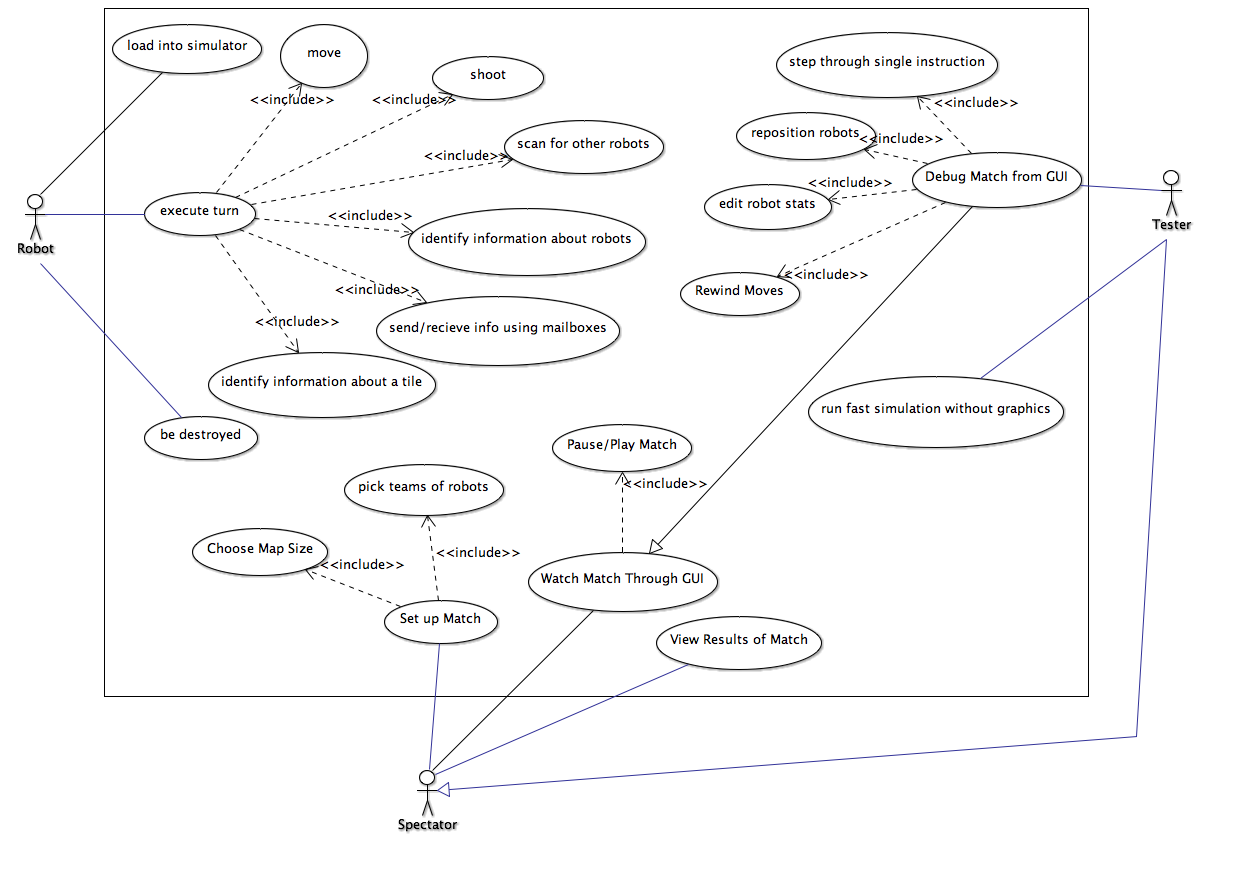 load into simulator
move
shoot
step through single instruction
<<include>>
<<include>>
<<include>>
reposition robots
<<include>>
scan for other robots
<<include>>
Debug Match from GUI
<<include>>
edit robot stats
execute turn
<<include>>
Tester
Robot
identify information about robots
<<include>>
Rewind Moves
<<include>>
send/recieve info using mailboxes
<<include>>
identify information about a tile
run fast simulation without graphics
be destroyed
Pause/Play Match
<<include>>
pick teams of robots
Choose Map Size
<<include>>
<<include>>
Watch Match Through GUI
Set up Match
View Results of Match
Spectator